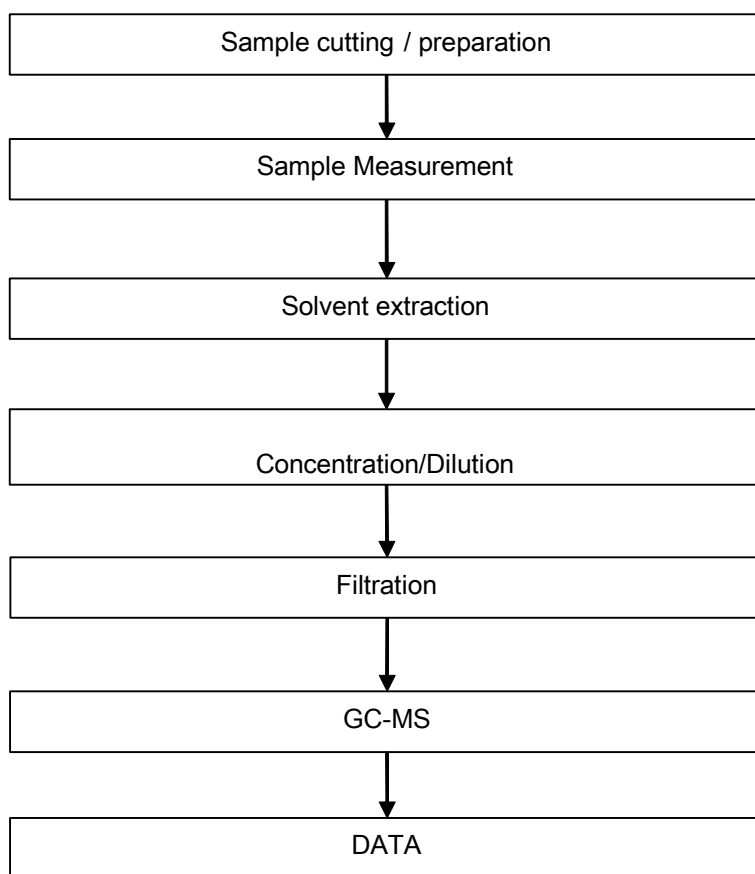 Sample cutting / preparation
Sample Measurement
Solvent extraction
Concentration/Dilution
Filtration
GC-MS
DATA